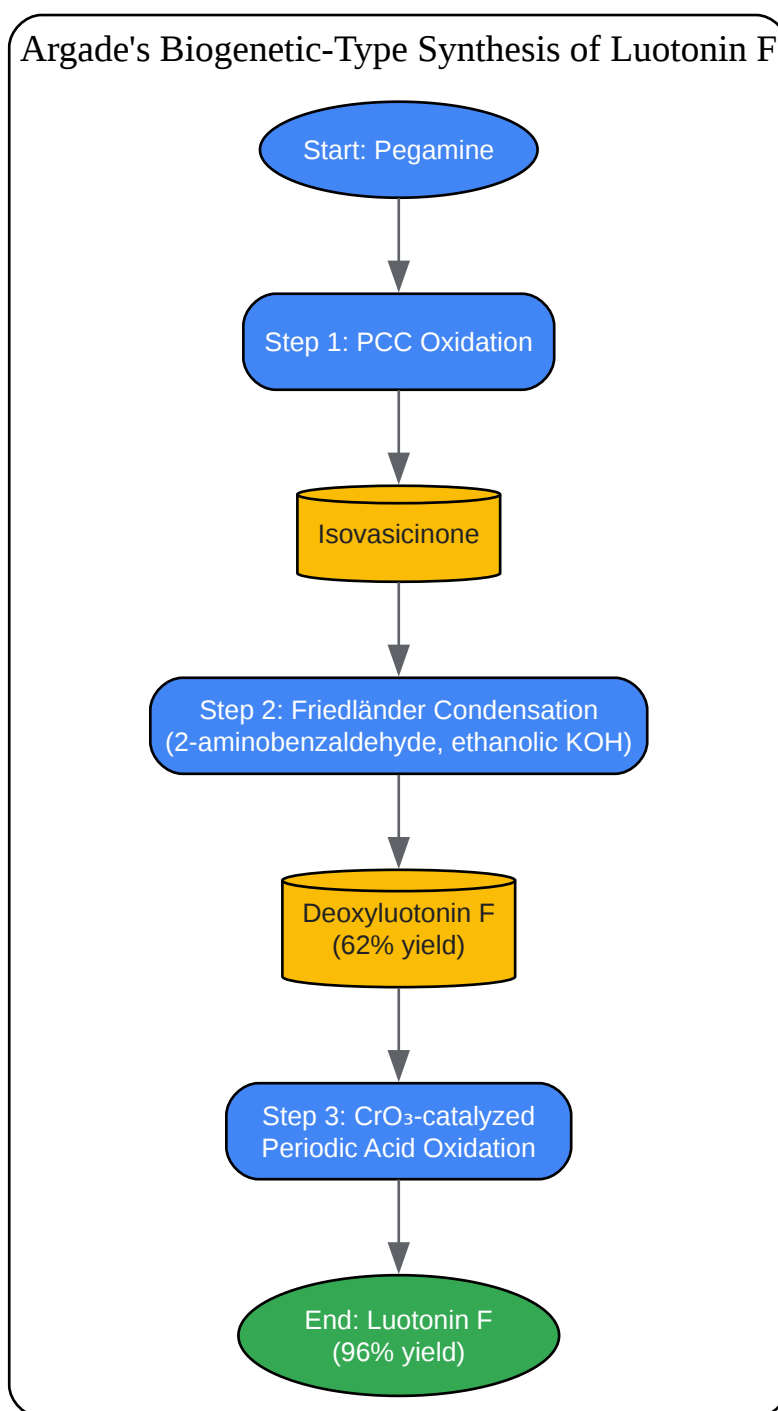 Argade's Biogenetic-Type Synthesis of Luotonin F
Start: Pegamine
Step 1: PCC Oxidation
Isovasicinone
Step 2: Friedländer Condensation
(2-aminobenzaldehyde, ethanolic KOH)
Deoxyluotonin F
(62% yield)
Step 3: CrO₃-catalyzed
Periodic Acid Oxidation
End: Luotonin F
(96% yield)